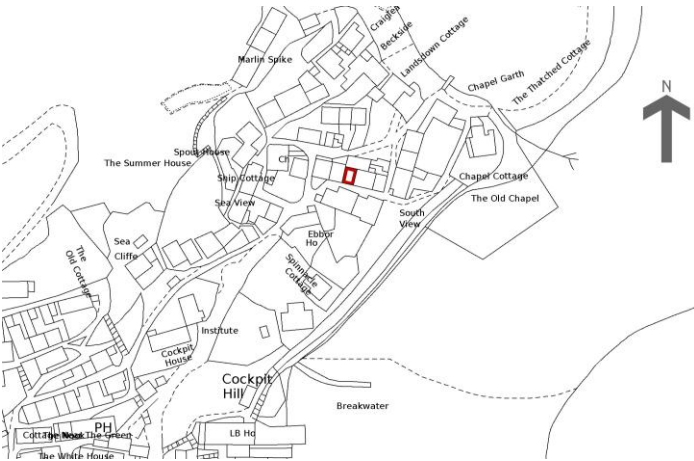 Craigle
Beckside
Landsdown Cottage
Marlin Spike
Chapel Garth
The Thatched Cottage
N
Spout House
The Summer House
Ch
Ship Cottage
Chapel Cottage
The Old Chapel
Sea View
South
View
Ebbor
Ho
Sea
Cliffe
The
Old Cottage
Spinnacle
Cottage
Institute
Cockpit
House
Cockpit
Hill
Breakwater
PH
LB Ho
The Green
The White House